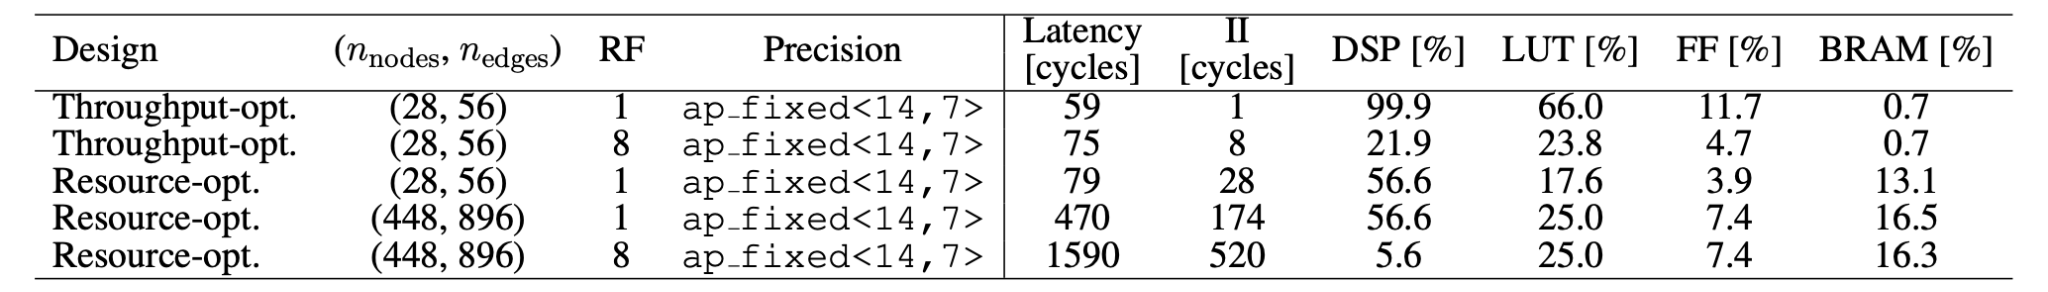 Design (n_nodes, n_edges) RF Precision Latency [cycles] II [cycles] DSP [%] LUT [%] FF [%] BRAM [%]
Throughput-opt. (28, 56) 1 ap_fixed<14,7> 59 1 99.9 66.0 11.7 0.7
Throughput-opt. (28, 56) 8 ap_fixed<14,7> 75 8 21.9 23.8 4.7 0.7
Resource-opt. (28, 56) 1 ap_fixed<14,7> 79 28 56.6 17.6 3.9 13.1
Resource-opt. (448, 896) 1 ap_fixed<14,7> 470 174 56.6 25.0 7.4 16.5
Resource-opt. (448, 896) 8 ap_fixed<14,7> 1590 520 5.6 25.0 7.4 16.3